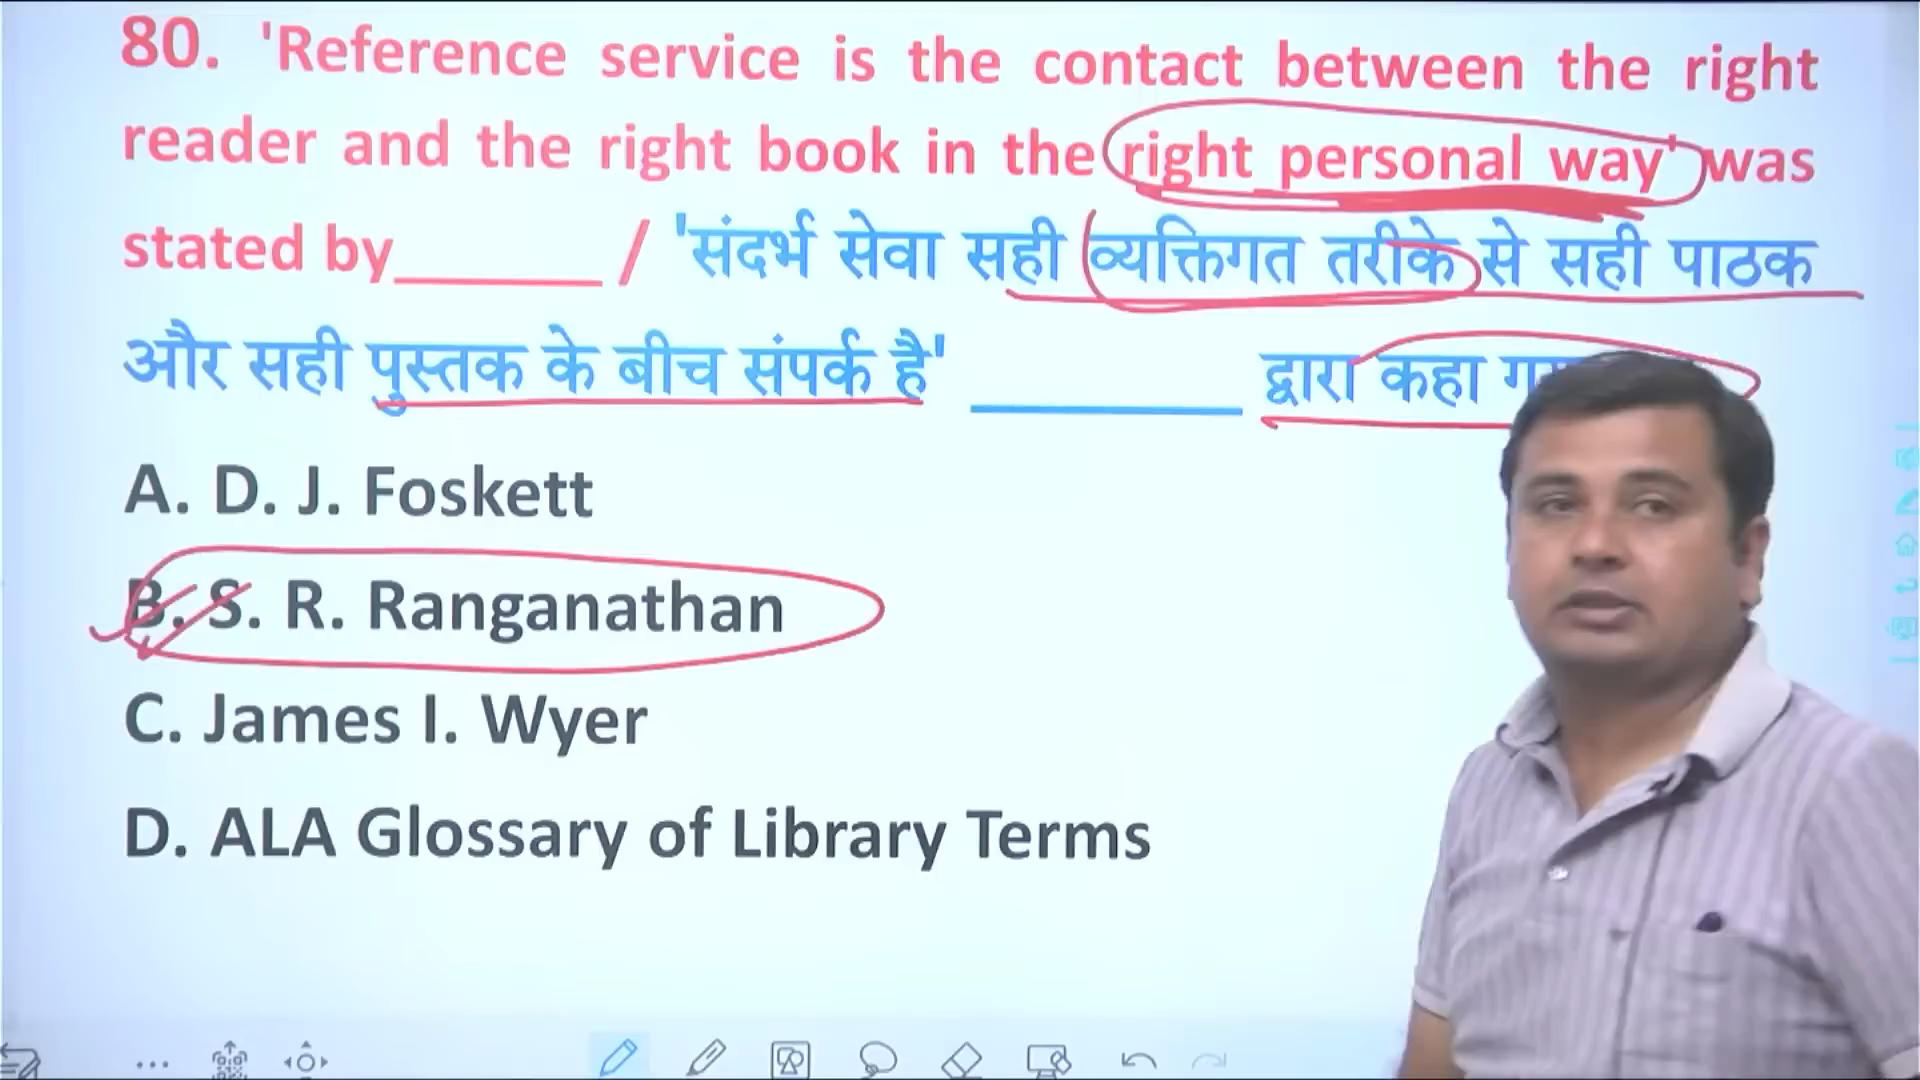 80. 'Reference service is the contact between the right
reader and the right book in the right personal way' was
stated by______ / 'संदर्भ सेवा सही व्यक्तिगत तरीके से सही पाठक
और सही पुस्तक के बीच संपर्क है' ________ द्वारा कहा
A. D. J. Foskett
B. S. R. Ranganathan
C. James I. Wyer
D. ALA Glossary of Library Terms